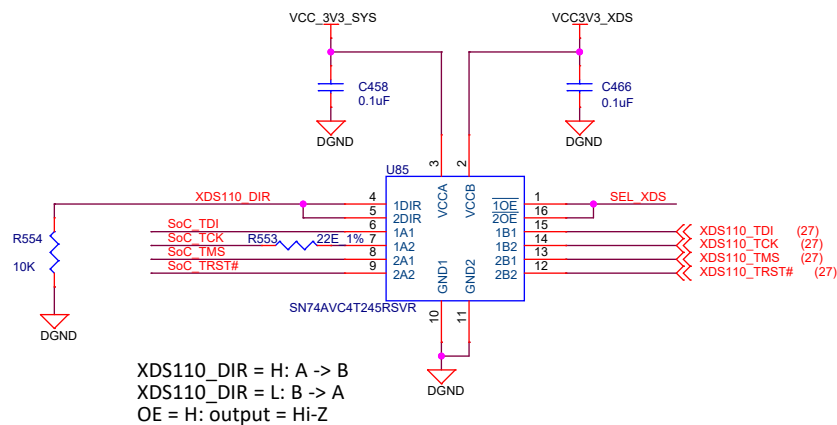 VCC_3V3_SYS VCC3V3_XDS
C458 0.1uF
C466 0.1uF
DGND DGND
U85
3 2
VCCA VCCB
XDS110_DIR 4 1DIR 1OE 1 SEL_XDS
5 2DIR 2OE 16
SoC_TDI 6 1A1 1B1 15 XDS110_TDI (27)
SoC_TCK R553 22E_1% 7 1A2 1B2 14 XDS110_TCK (27)
SoC_TMS 8 2A1 2B1 13 XDS110_TMS (27)
SoC_TRST# 9 2A2 2B2 12 XDS110_TRST# (27)
R554
10K
GND1 GND2
SN74AVC4T245RSVR
10 11
DGND
DGND
XDS110_DIR = H: A -> B
XDS110_DIR = L: B -> A
OE = H: output = Hi-Z